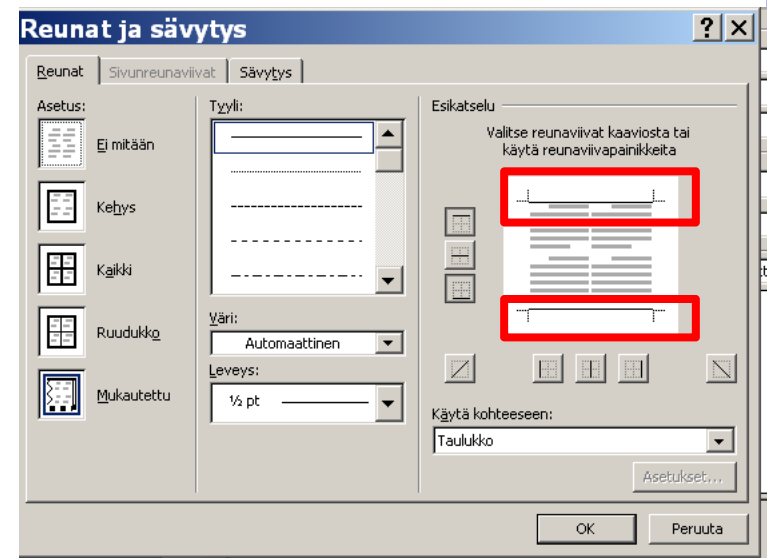 Reunat ja sävytys
Reunat
Sivunreunaviivat
Sävytys
Asetus:
Ei mitään
Kehys
Kaikki
Ruudukko
Mukautettu
Tyyli:
Väri:
Automaattinen
Leveys:
½ pt
Esikatselu
Valitse reunaviivat kaaviosta tai
käytä reunaviivapainikkeita
Käytä kohteeseen:
Taulukko
Asetukset...
OK
Peruuta